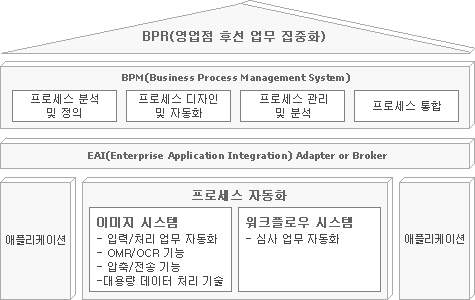 BPR(영업점 후선 업무 집중화)
BPM(Business Process Management System)
프로세스 분석
및 정의
프로세스 디자인
및 자동화
프로세스 관리
및 분석
프로세스 통합
EAI(Enterprise Application Integration) Adapter or Broker
애플리케이션
프로세스 자동화
이미지 시스템
- 입력/처리 업무 자동화
- OMR/OCR 기능
- 압축/전송 기능
-대용량 데이터 처리 기술
워크플로우 시스템
- 심사 업무 자동화
애플리케이션